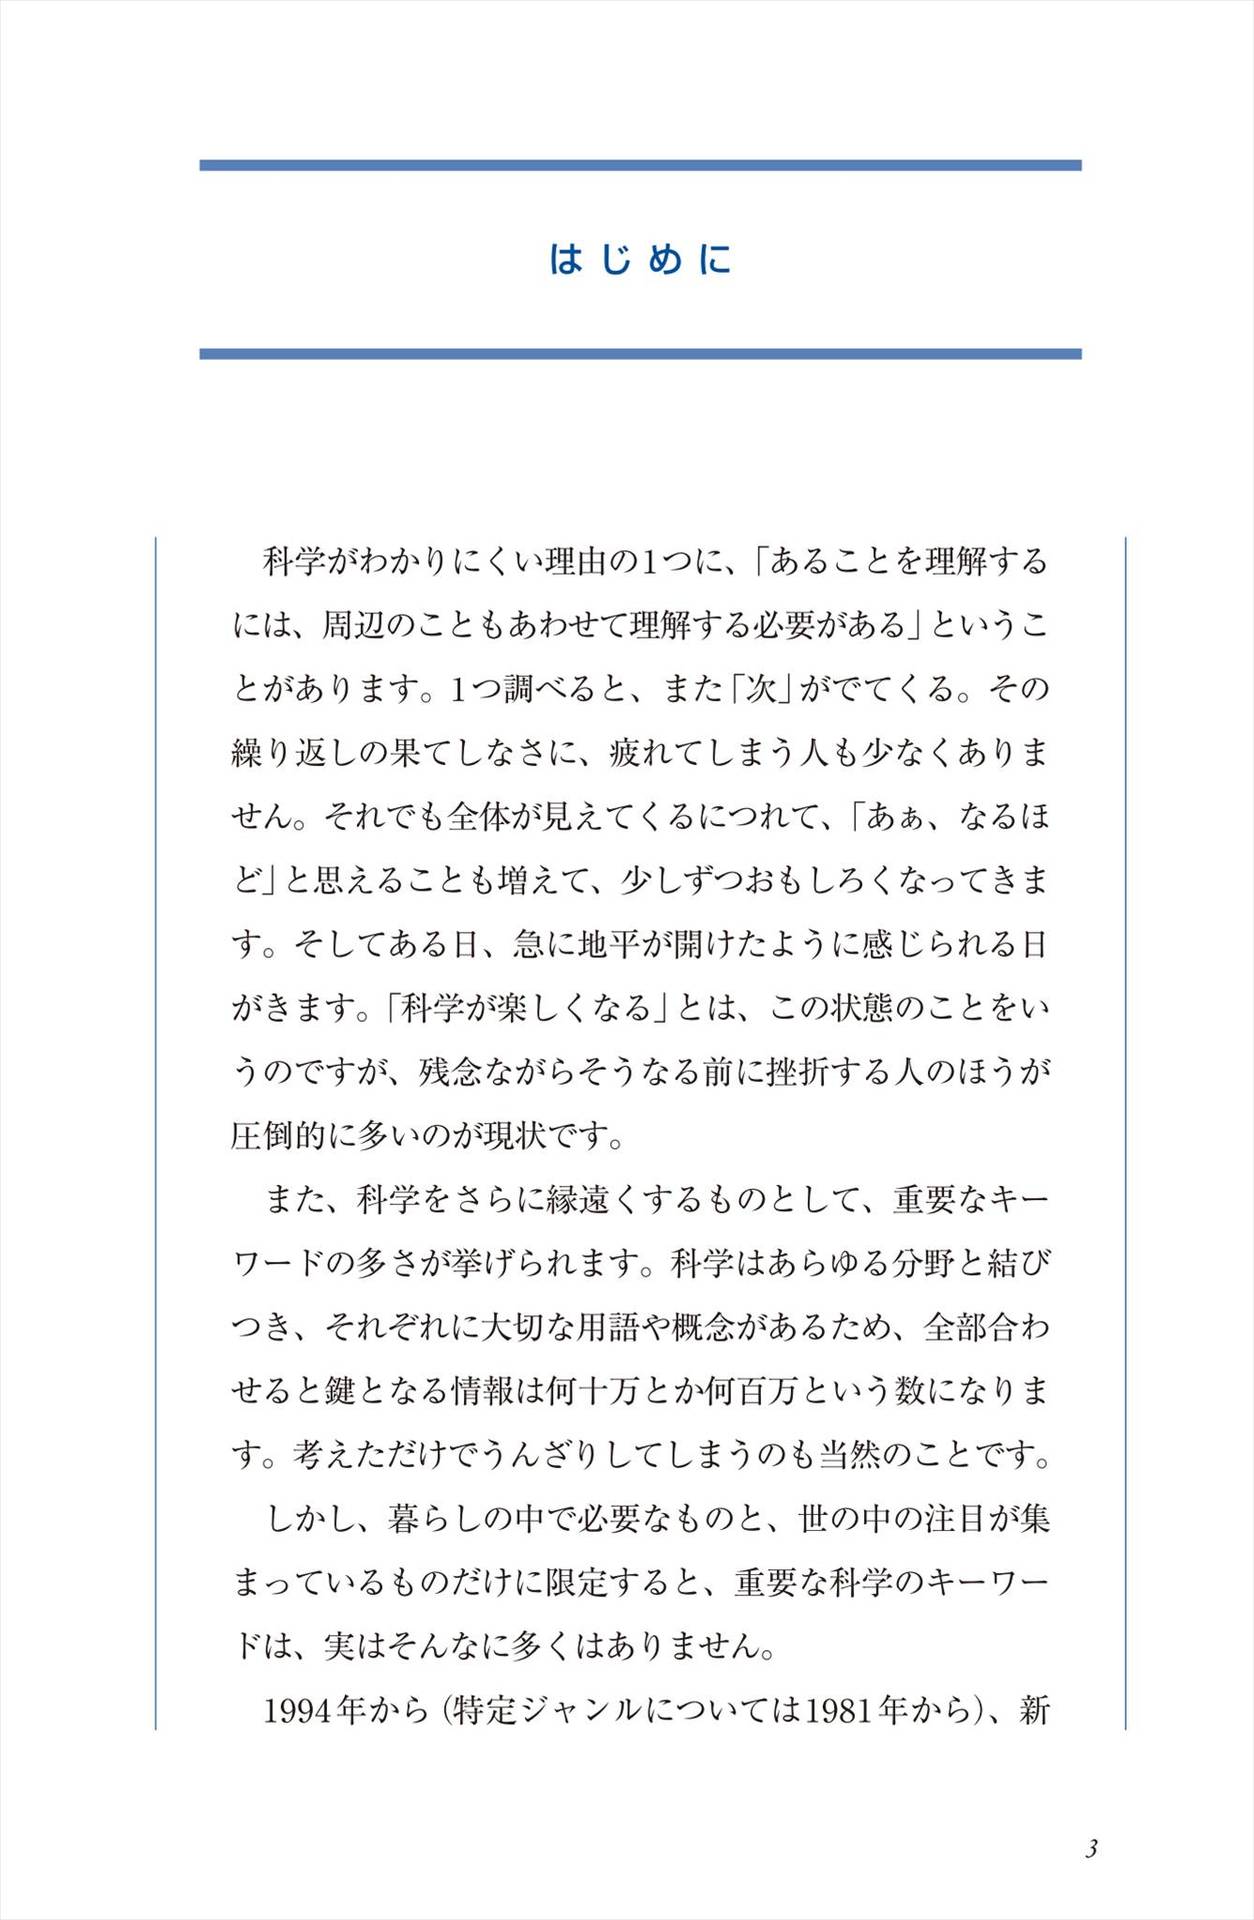 はじめに
科学がわかりにくい理由の1つに、「あることを理解する
には、周辺のこともあわせて理解する必要がある」というこ
とがあります。1つ調べると、また「次」がでてくる。その
繰り返しの果てしなさに、疲れてしまう人も少なくありま
せん。それでも全体が見えてくるにつれて、「あぁ、なるほ
ど」と思えることも増えて、少しずつおもしろくなってきま
す。そしてある日、急に地平が開けたように感じられる日
がきます。「科学が楽しくなる」とは、この状態のことをい
うのですが、残念ながらそうなる前に挫折する人のほうが
圧倒的に多いのが現状です。
また、科学をさらに縁遠くするものとして、重要なキー
ワードの多さが挙げられます。科学はあらゆる分野と結び
つき、それぞれに大切な用語や概念があるため、全部合わ
せると鍵となる情報は何十万とか何百万という数になりま
す。考えただけでうんざりしてしまうのも当然のことです。
しかし、暮らしの中で必要なものと、世の中の注目が集
まっているものだけに限定すると、重要な科学のキーワー
ドは、実はそんなに多くはありません。
1994年から（特定ジャンルについては1981年から）、新
3